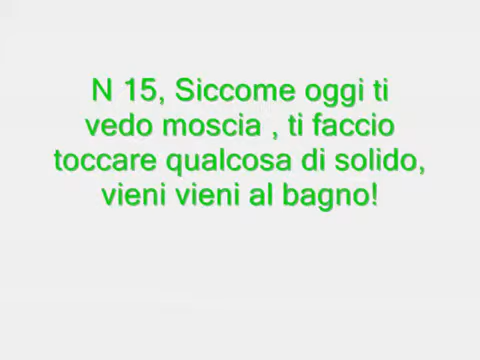 N 15, Siccome oggi ti
vedo moscia , ti faccio
toccare qualcosa di solido,
vieni vieni al bagno!